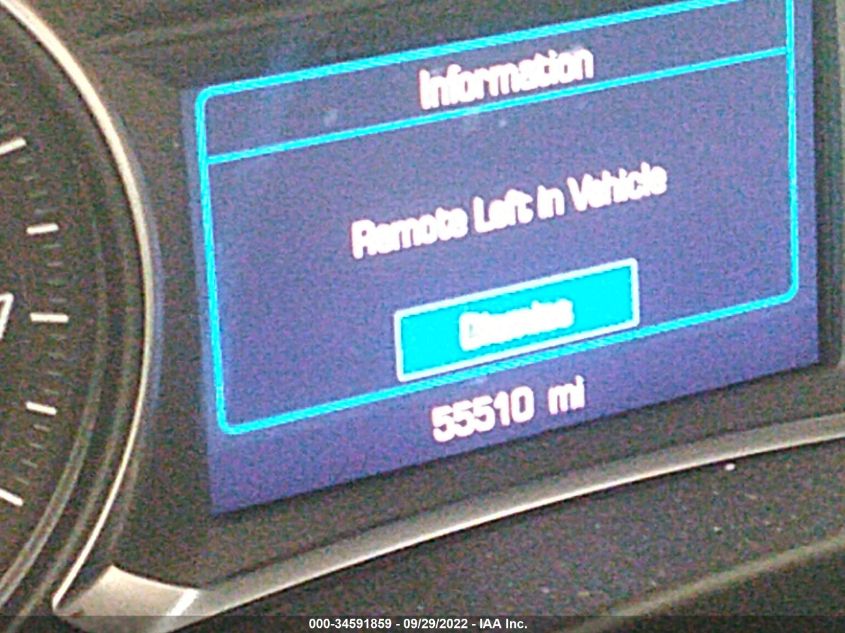 Information
Remote Left in Vehicle
Dismiss
55510 mi
000-34591859 - 09/29/2022 - IAA Inc.